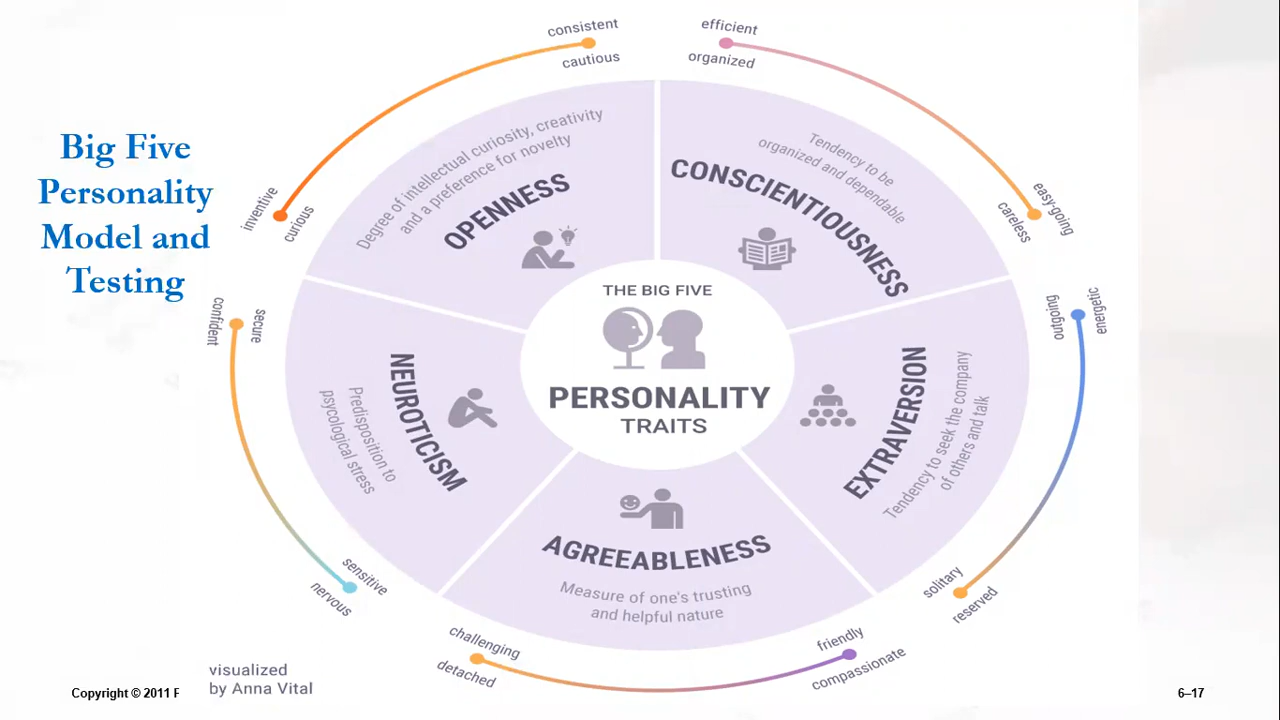 Big Five
Personality
Model and
Testing
consistent
cautious
inventive
curious
Degree of intellectual curiosity, creativity
and a preference for novelty
OPENNESS
efficient
organized
easy-going
careless
Tendency to be
organized and dependable
CONSCIENTIOUSNESS
THE BIG FIVE
PERSONALITY
TRAITS
energetic
outgoing
solitary
reserved
EXTRAVERSION
Tendency to seek the company
of others and talk
AGREEABLENESS
Measure of one's trusting
and helpful nature
friendly
compassionate
challenging
detached
NEUROTICISM
Predisposition to
psycological stress
confident
secure
sensitive
nervous
visualized
by Anna Vital
Copyright © 2011 P
6–17